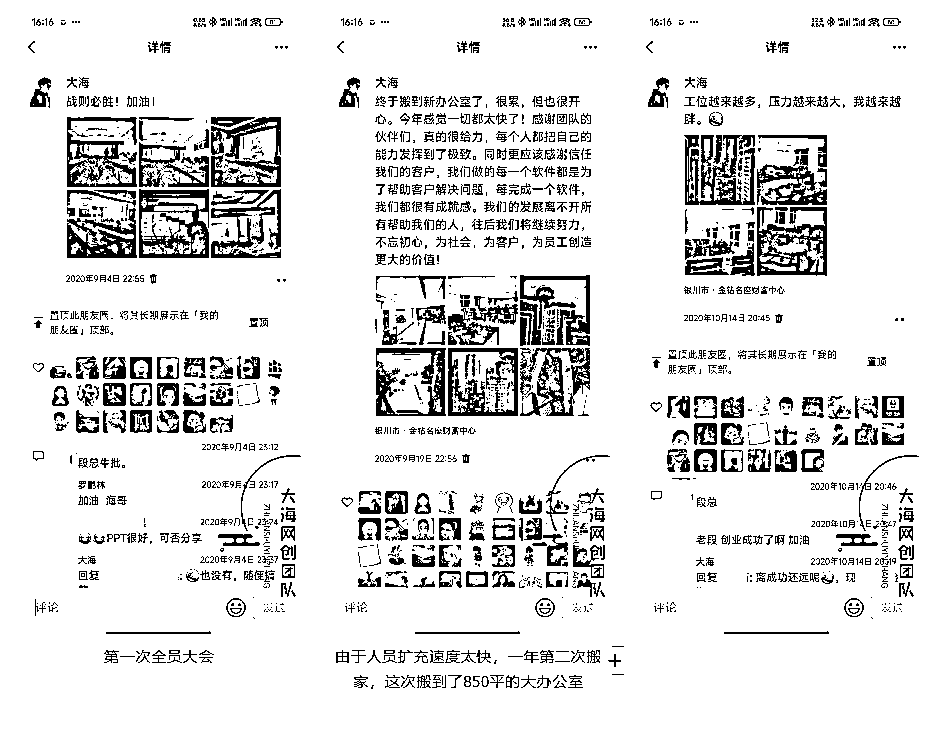 16:16
详情
大海
战则必胜！加油！
2020年9月4日 22:55
置顶此朋友圈，将其长期展示在「我的
朋友圈」顶部。
置顶
2020年9月4日 23:12
段总牛批。
罗鹏林
2020年9月4日 23:17
加油 海哥
PPT很好，可否分享
大海
2020年9月4日
回复
也没有，随便搞
评论
发送
第一次全员大会
16:16
详情
大海
终于搬到新办公室了，很累，但也很开
心。今年感觉一切都太快了！感谢团队的
伙伴们，真的很给力，每个人都把自己的
能力发挥到了极致。同时更应该感谢信任
我们的客户，我们做的每一个软件都是为
了帮助客户解决问题，每完成一个软件，
我们都很有成就感。我们的发展离不开所
有帮助我们的人，往后我们将继续努力，
不忘初心，为社会，为客户，为员工创造
更大的价值！
银川市·金钻名座财富中心
2020年9月19日 22:56
评论
发送
由于人员扩充速度太快，一年第二次搬
家，这次搬到了850平的大办公室
16:16
详情
大海
工位越来越多，压力越来越大，我越来越
胖。
银川市·金钻名座财富中心
2020年10月14日 20:45
置顶此朋友圈，将其长期展示在「我的
朋友圈」顶部。
置顶
2020年10月14日 20:46
段总
2020年10月14日 20:47
老段 创业成功了啊 加油
大海
2020年10月14日
回复
离成功还远呢
现
评论
发送
大海网创团队